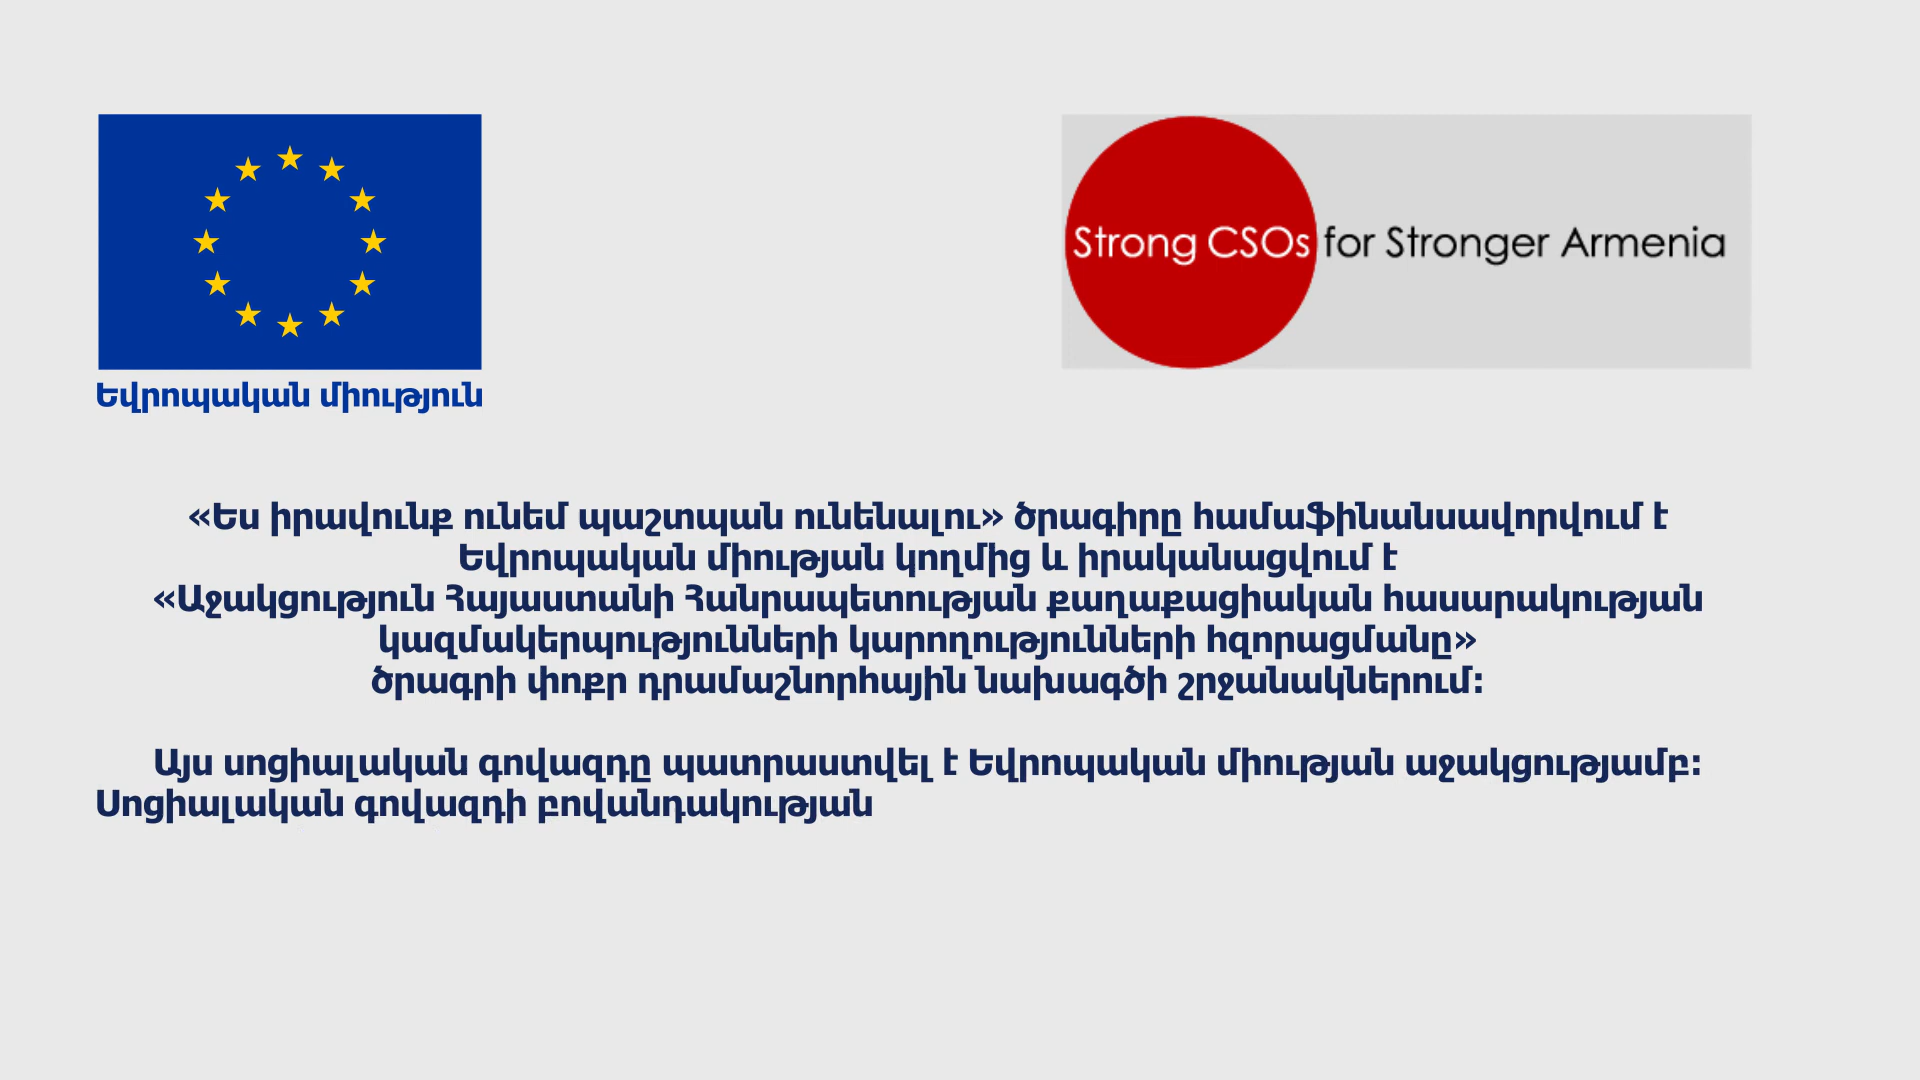 Strong CSOs for Stronger Armenia
Եվրոպական միություն
«Ես իրավունք ունեմ պաշտպան ունենալու» ծրագիրը համաֆինանսավորվում է
Եվրոպական միության կողմից և իրականացվում է
«Աջակցություն Հայաստանի Հանրապետության քաղաքացիական հասարակության
կազմակերպությունների կարողությունների հզորացմանը»
ծրագրի փոքր դրամաշնորհային նախագծի շրջանակներում:
Այս սոցիալական գովազդը պատրաստվել է Եվրոպական միության աջակցությամբ:
Սոցիալական գովազդի բովանդակության